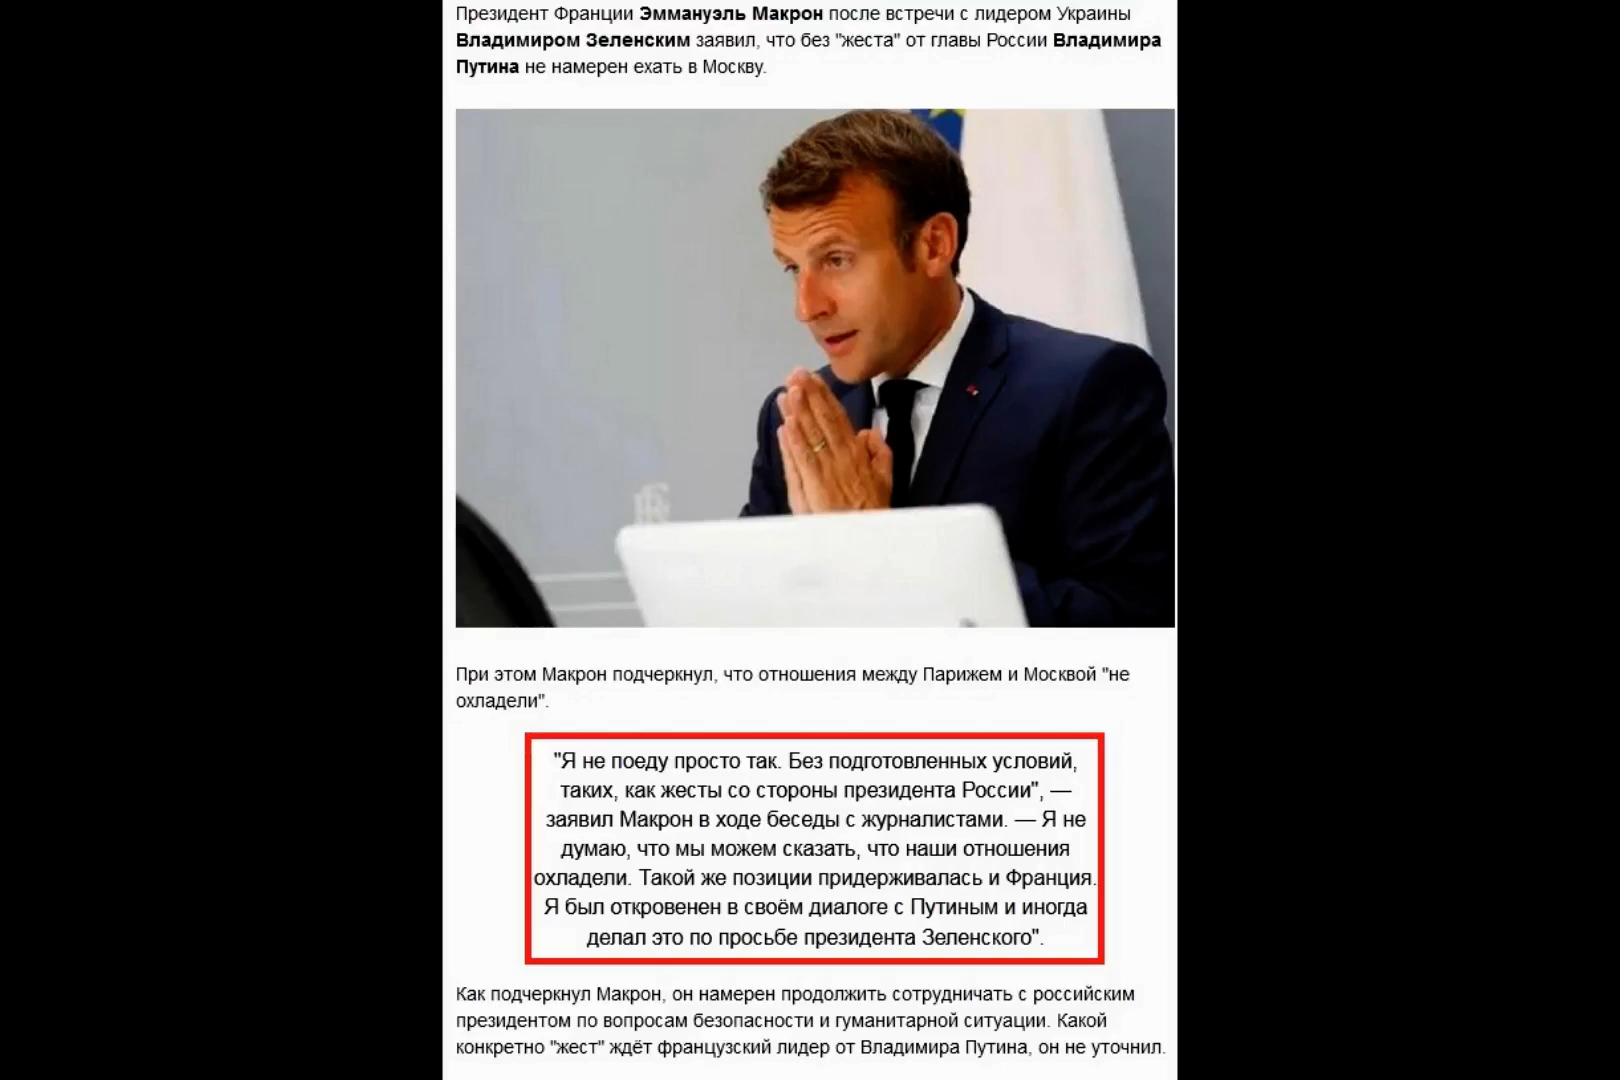 Президент Франции Эммануэль Макрон после встречи с лидером Украины
Владимиром Зеленским заявил, что без "жеста" от главы России Владимира
Путина не намерен ехать в Москву.
При этом Макрон подчеркнул, что отношения между Парижем и Москвой "не
охладели".
"Я не поеду просто так. Без подготовленных условий,
таких, как жесты со стороны президента России", —
заявил Макрон в ходе беседы с журналистами. — Я не
думаю, что мы можем сказать, что наши отношения
охладели. Такой же позиции придерживалась и Франция.
Я был откровенен в своём диалоге с Путиным и иногда
делал это по просьбе президента Зеленского".
Как подчеркнул Макрон, он намерен продолжить сотрудничать с российским
президентом по вопросам безопасности и гуманитарной ситуации. Какой
конкретно "жест" ждёт французский лидер от Владимира Путина, он не уточнил.